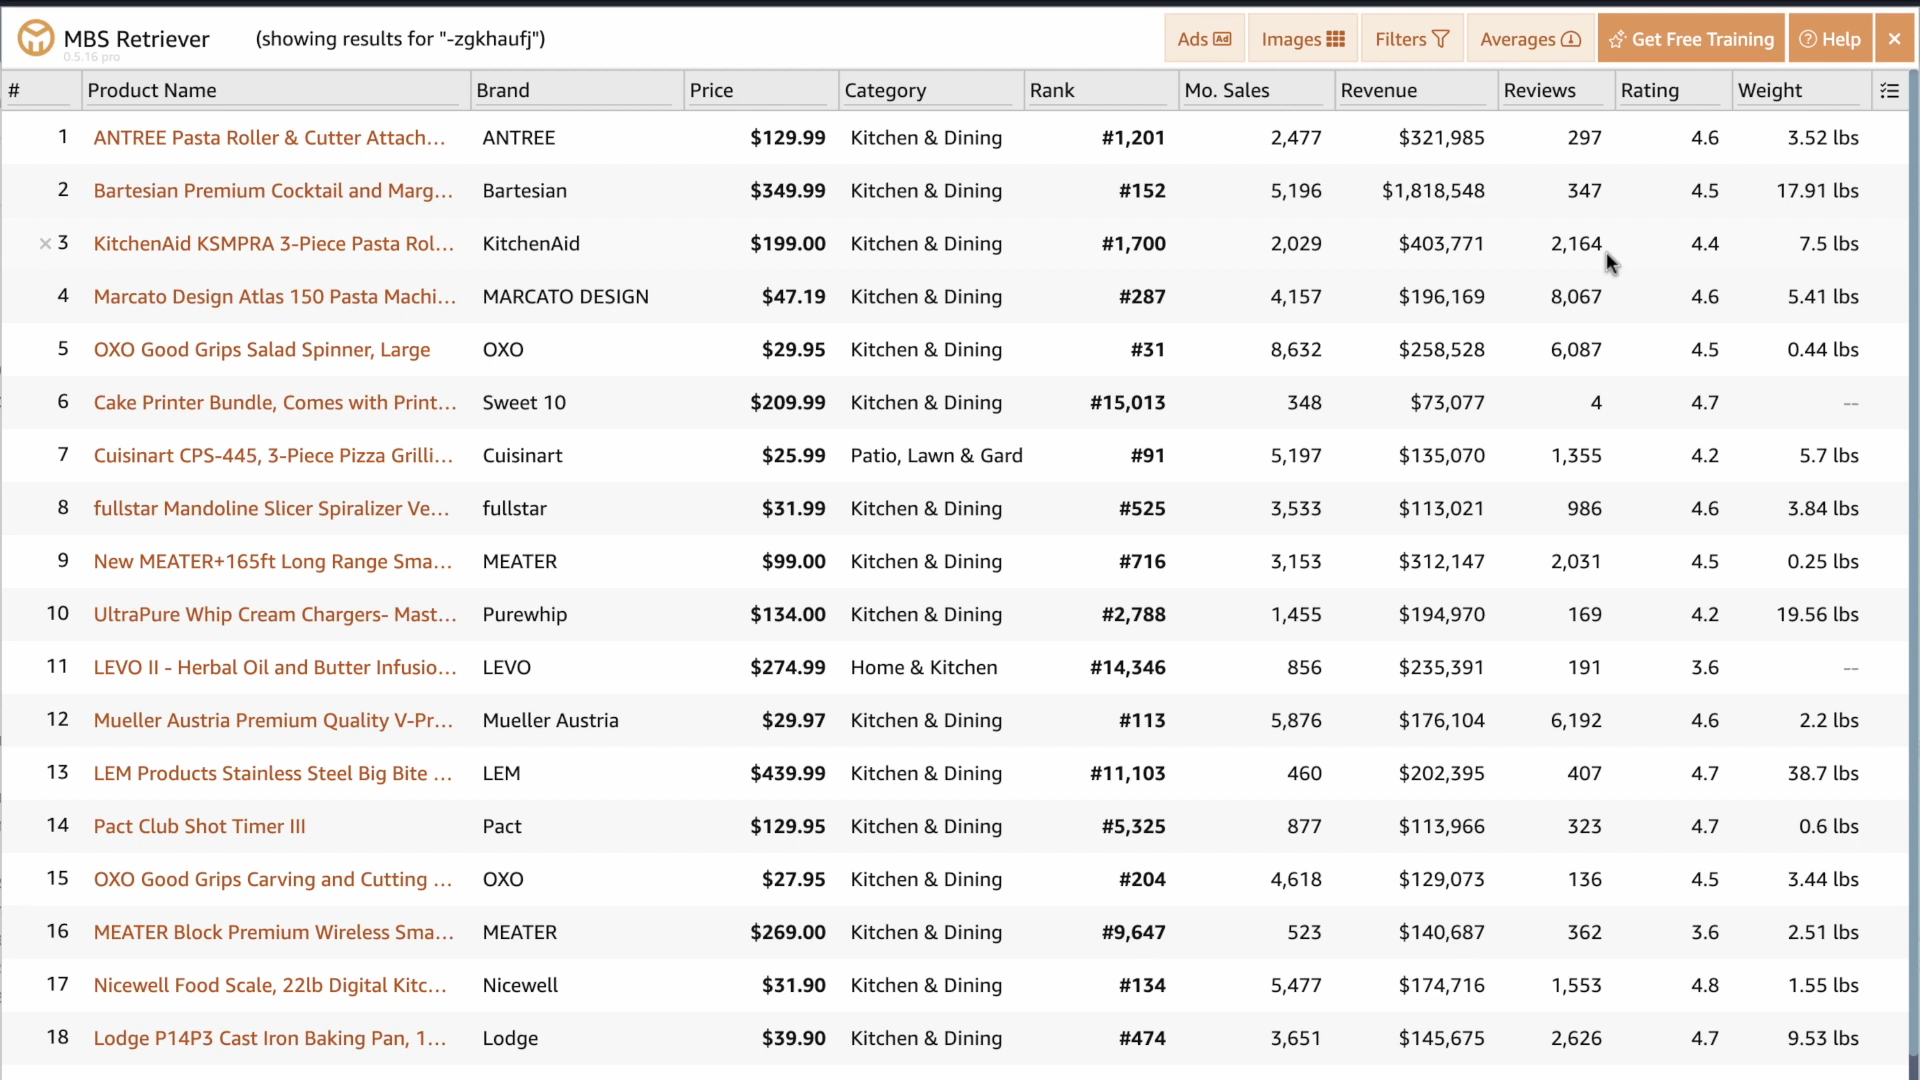 MBS Retriever (showing results for "-zgkhaufj") Ads Ad Images Filters Averages Get Free Training ? Help ×
0.5.16 pro
# Product Name Brand Price Category Rank Mo. Sales Revenue Reviews Rating Weight
1 ANTREE Pasta Roller & Cutter Attach... ANTREE $129.99 Kitchen & Dining #1,201 2,477 $321,985 297 4.6 3.52 lbs
2 Bartesian Premium Cocktail and Marg... Bartesian $349.99 Kitchen & Dining #152 5,196 $1,818,548 347 4.5 17.91 lbs
× 3 KitchenAid KSMPRA 3-Piece Pasta Rol... KitchenAid $199.00 Kitchen & Dining #1,700 2,029 $403,771 2,164 4.4 7.5 lbs
4 Marcato Design Atlas 150 Pasta Machi... MARCATO DESIGN $47.19 Kitchen & Dining #287 4,157 $196,169 8,067 4.6 5.41 lbs
5 OXO Good Grips Salad Spinner, Large OXO $29.95 Kitchen & Dining #31 8,632 $258,528 6,087 4.5 0.44 lbs
6 Cake Printer Bundle, Comes with Print... Sweet 10 $209.99 Kitchen & Dining #15,013 348 $73,077 4 4.7 --
7 Cuisinart CPS-445, 3-Piece Pizza Grilli... Cuisinart $25.99 Patio, Lawn & Gard #91 5,197 $135,070 1,355 4.2 5.7 lbs
8 fullstar Mandoline Slicer Spiralizer Ve... fullstar $31.99 Kitchen & Dining #525 3,533 $113,021 986 4.6 3.84 lbs
9 New MEATER+165ft Long Range Sma... MEATER $99.00 Kitchen & Dining #716 3,153 $312,147 2,031 4.5 0.25 lbs
10 UltraPure Whip Cream Chargers- Mast... Purewhip $134.00 Kitchen & Dining #2,788 1,455 $194,970 169 4.2 19.56 lbs
11 LEVO II - Herbal Oil and Butter Infusio... LEVO $274.99 Home & Kitchen #14,346 856 $235,391 191 3.6 --
12 Mueller Austria Premium Quality V-Pr... Mueller Austria $29.97 Kitchen & Dining #113 5,876 $176,104 6,192 4.6 2.2 lbs
13 LEM Products Stainless Steel Big Bite ... LEM $439.99 Kitchen & Dining #11,103 460 $202,395 407 4.7 38.7 lbs
14 Pact Club Shot Timer III Pact $129.95 Kitchen & Dining #5,325 877 $113,966 323 4.7 0.6 lbs
15 OXO Good Grips Carving and Cutting ... OXO $27.95 Kitchen & Dining #204 4,618 $129,073 136 4.5 3.44 lbs
16 MEATER Block Premium Wireless Sma... MEATER $269.00 Kitchen & Dining #9,647 523 $140,687 362 3.6 2.51 lbs
17 Nicewell Food Scale, 22lb Digital Kitc... Nicewell $31.90 Kitchen & Dining #134 5,477 $174,716 1,553 4.8 1.55 lbs
18 Lodge P14P3 Cast Iron Baking Pan, 1... Lodge $39.90 Kitchen & Dining #474 3,651 $145,675 2,626 4.7 9.53 lbs